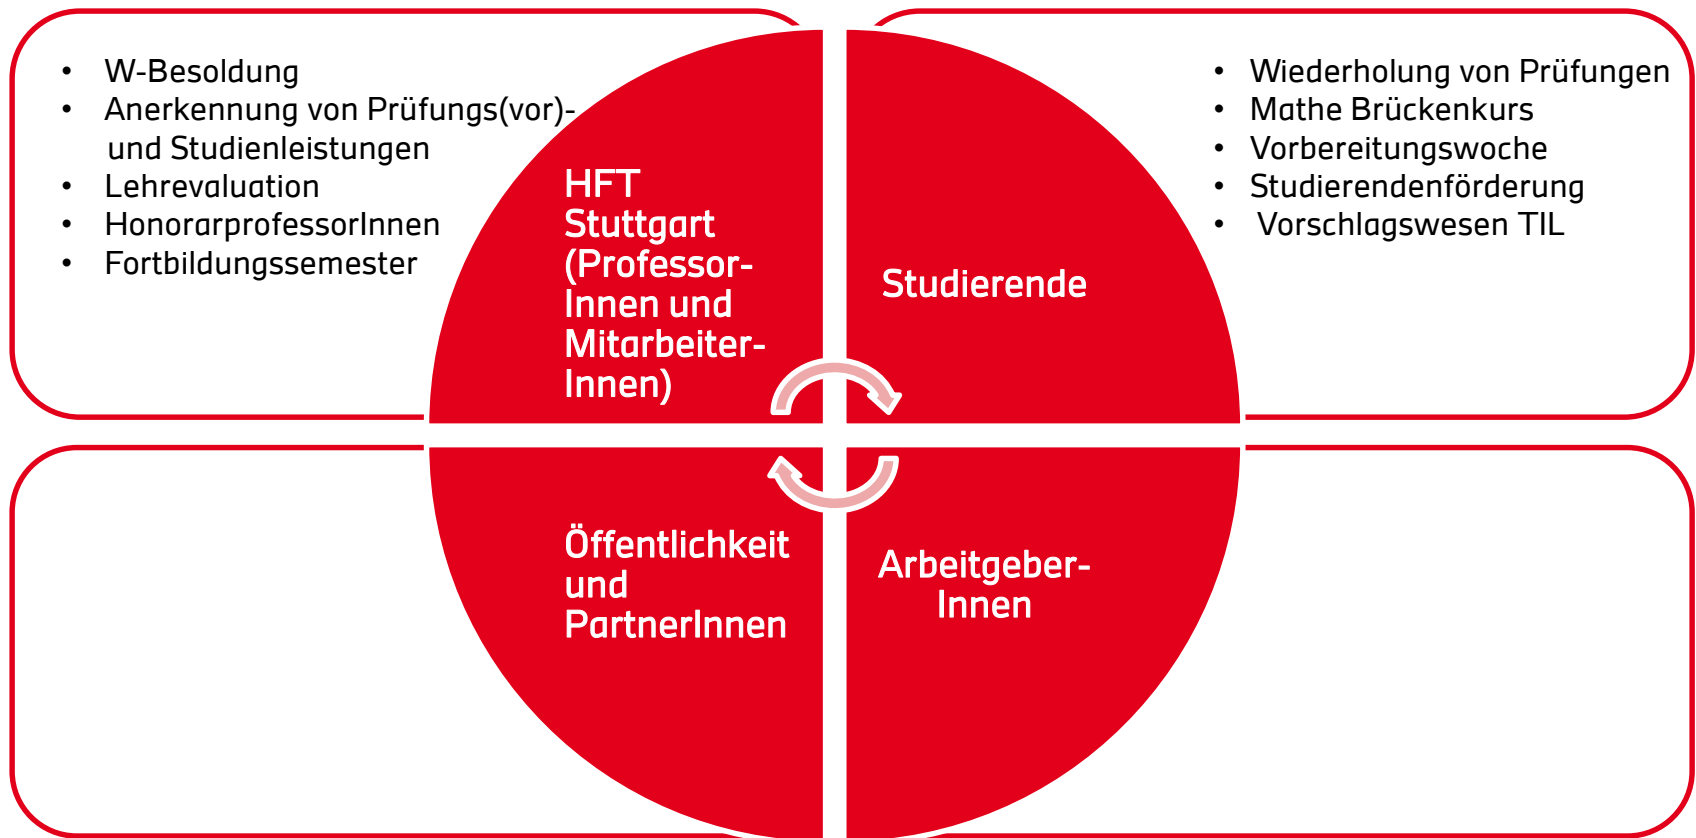 • W-Besoldung
• Anerkennung von Prüfungs(vor)-
und Studienleistungen
• Lehrevaluation
• HonorarprofessorInnen
• Fortbildungssemester
HFT
Stuttgart
(Professor-
Innen und
Mitarbeiter-
Innen)
• Wiederholung von Prüfungen
• Mathe Brückenkurs
• Vorbereitungswoche
• Studierendenförderung
• Vorschlagswesen TIL
Studierende
Öffentlichkeit
und
PartnerInnen
Arbeitgeber-
Innen